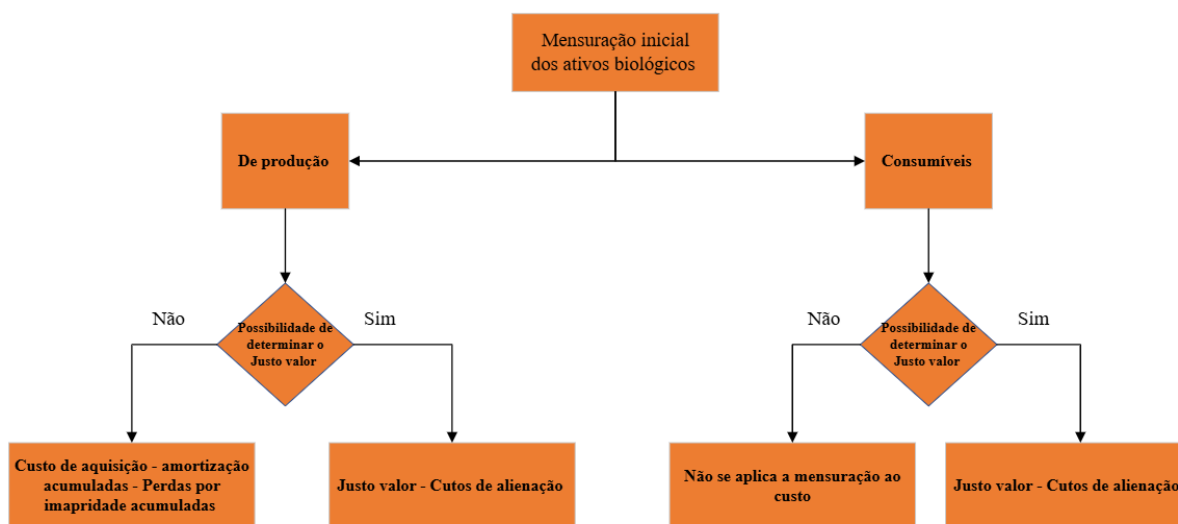 Mensuração inicial
dos ativos biológicos
De produção
Consumíveis
Não
Possibilidade de
determinar o
Justo valor
Sim
Não
Possibilidade de
determinar o
Justo valor
Sim
Custo de aquisição - amortização
acumuladas - Perdas por
imapridade acumuladas
Justo valor - Cutos de alienação
Não se aplica a mensuração ao
custo
Justo valor - Cutos de alienação